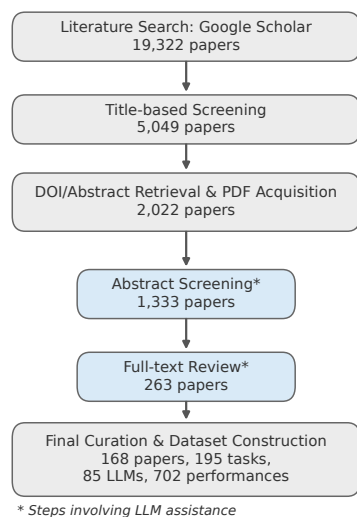 Literature Search: Google Scholar
19,322 papers
Title-based Screening
5,049 papers
DOI/Abstract Retrieval & PDF Acquisition
2,022 papers
Abstract Screening*
1,333 papers
Full-text Review*
263 papers
Final Curation & Dataset Construction
168 papers, 195 tasks,
85 LLMs, 702 performances
* Steps involving LLM assistance